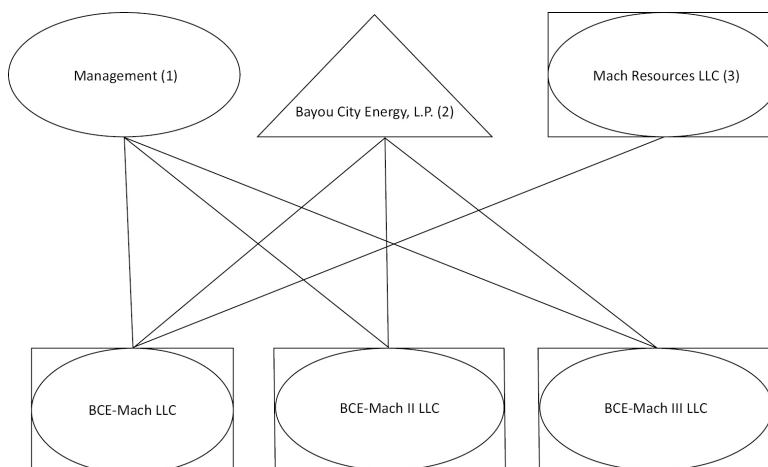 Management (1)
Bayou City Energy, L.P. (2)
Mach Resources LLC (3)
BCE-Mach LLC
BCE-Mach II LLC
BCE-Mach III LLC